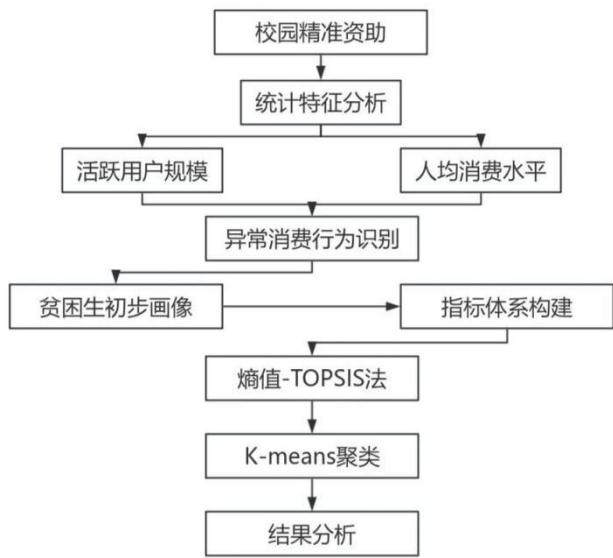 校园精准资助
统计特征分析
活跃用户规模
人均消费水平
异常消费行为识别
贫困生初步画像
指标体系构建
熵值-TOPSIS法
K-means聚类
结果分析